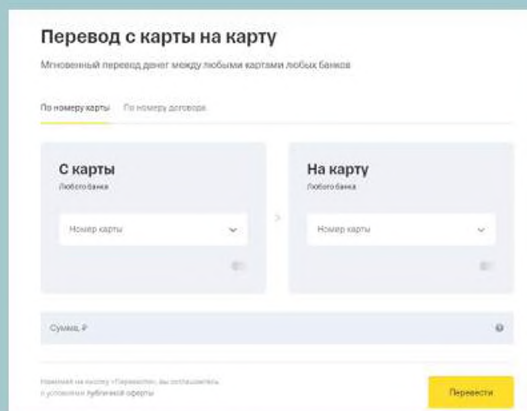 Перевод с карты на карту
Мгновенный перевод денег между любыми картами любых банков
По номеру карты По номеру договора
С карты
Любого банка
Номер карты
На карту
Любого банка
Номер карты
Сумма, ₽
Нажимая на кнопку «Перевести», вы соглашаетесь
с условиями публичной оферты
Перевести